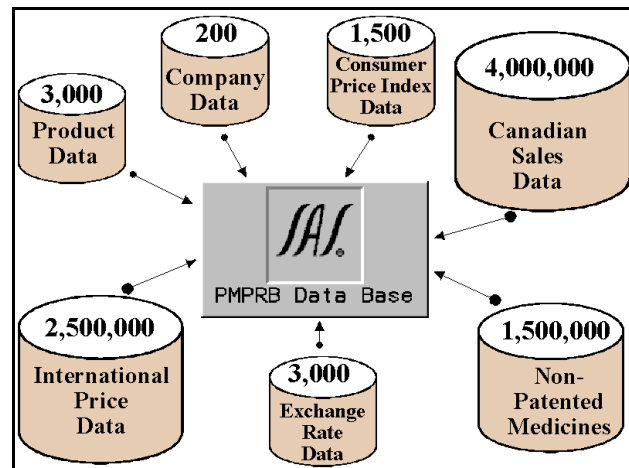 200
Company
Data
1,500
Consumer
Price Index
Data
4,000,000
Canadian
Sales
Data
3,000
Product
Data
SAS®
PMPRB Data Base
2,500,000
International
Price
Data
3,000
Exchange
Rate
Data
1,500,000
Non-
Patented
Medicines